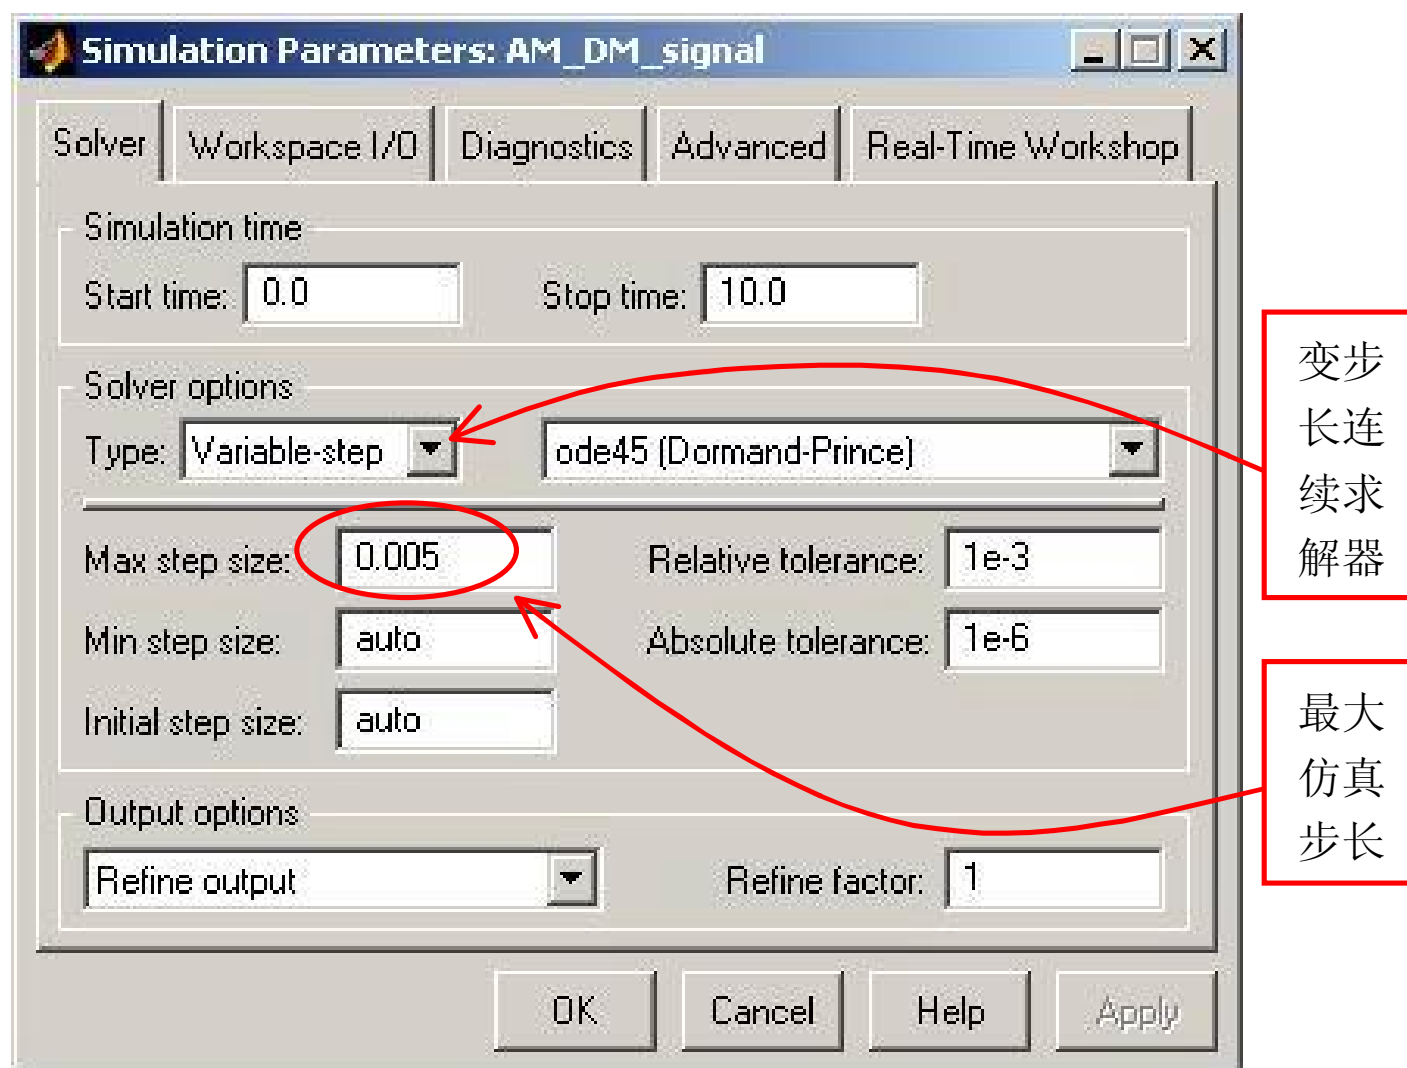 Simulation Parameters: AM_DM_signal
Solver Workspace I/O Diagnostics Advanced Real-Time Workshop
Simulation time
Start time: 0.0 Stop time: 10.0
Solver options
Type: Variable-step ode45 (Dormand-Prince)
Max step size: 0.005 Relative tolerance: 1e-3
Min step size: auto Absolute tolerance: 1e-6
Initial step size: auto
Output options
Refine output Refine factor: 1
OK Cancel Help Apply
变步
长连
续求
解器
最大
仿真
步长